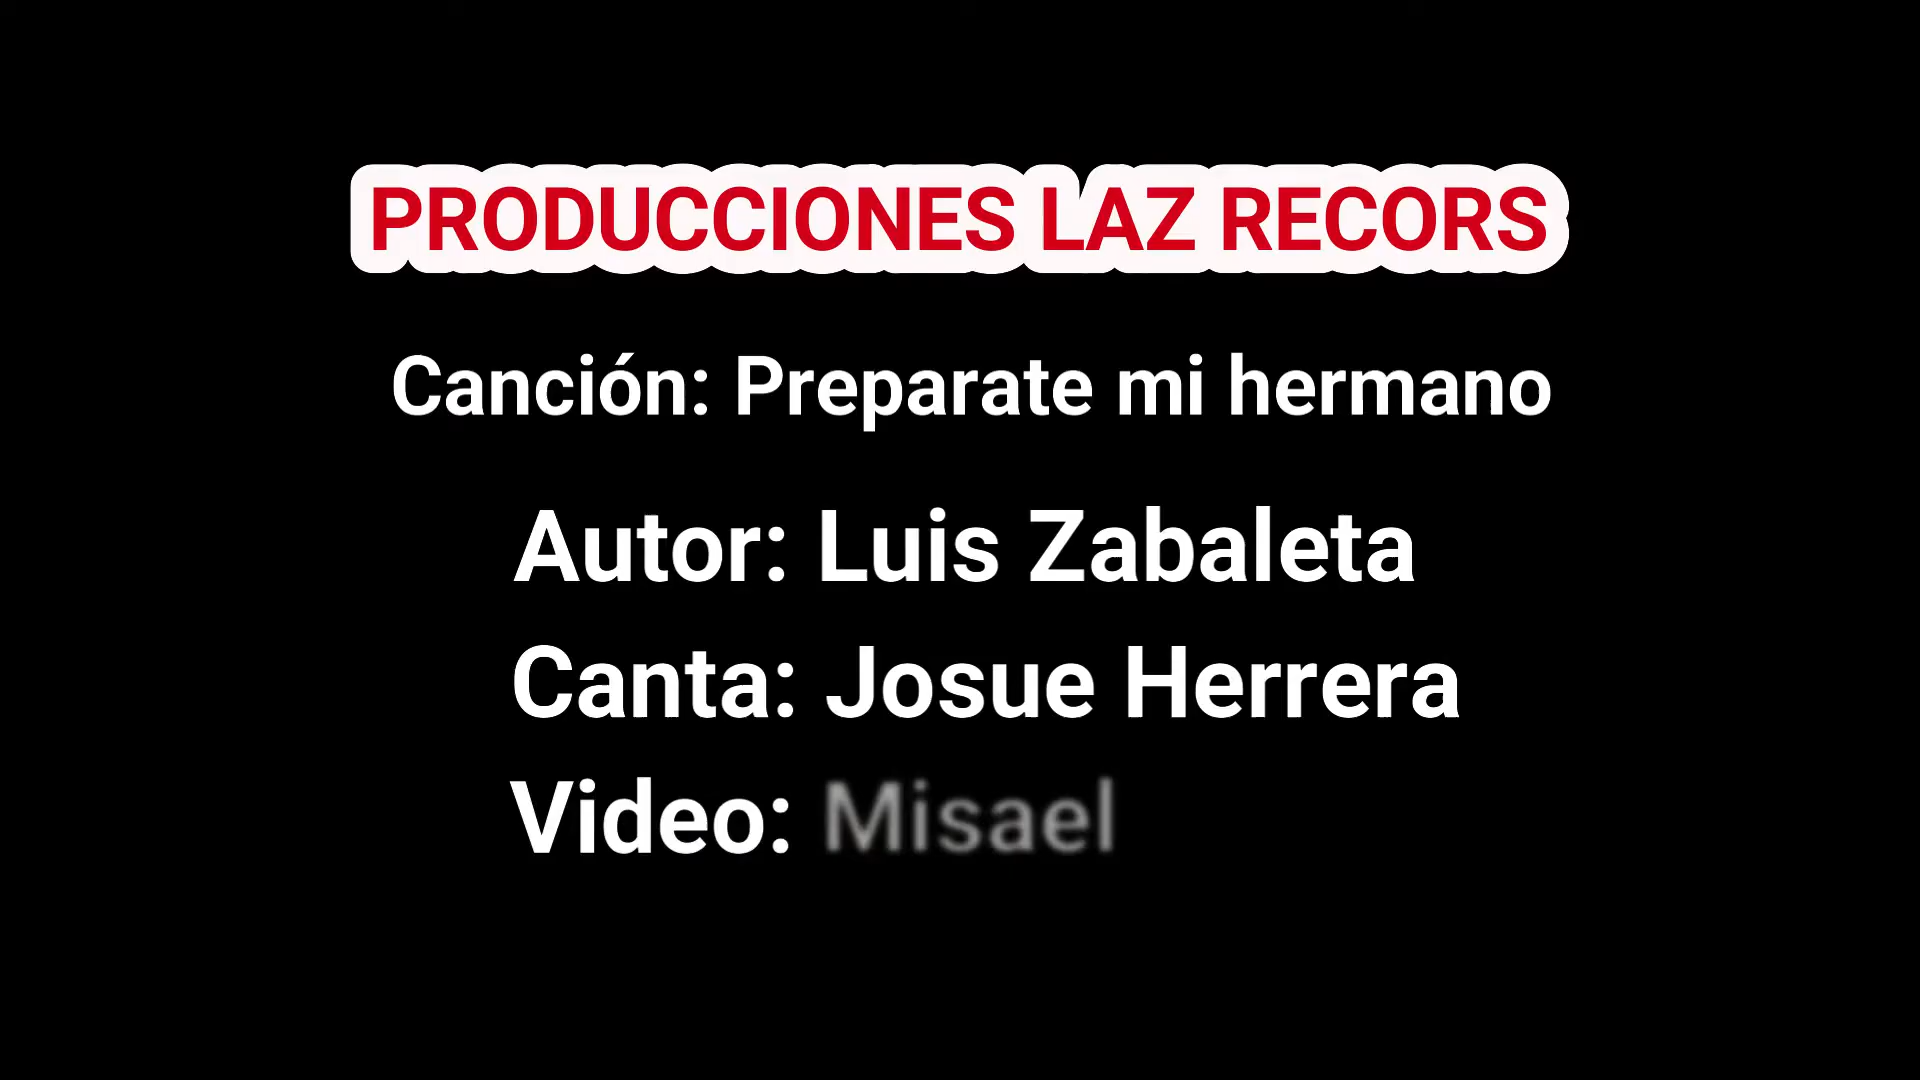 PRODUCCIONES LAZ RECORS
Canción: Preparate mi hermano
Autor: Luis Zabaleta
Canta: Josue Herrera
Video: Misael